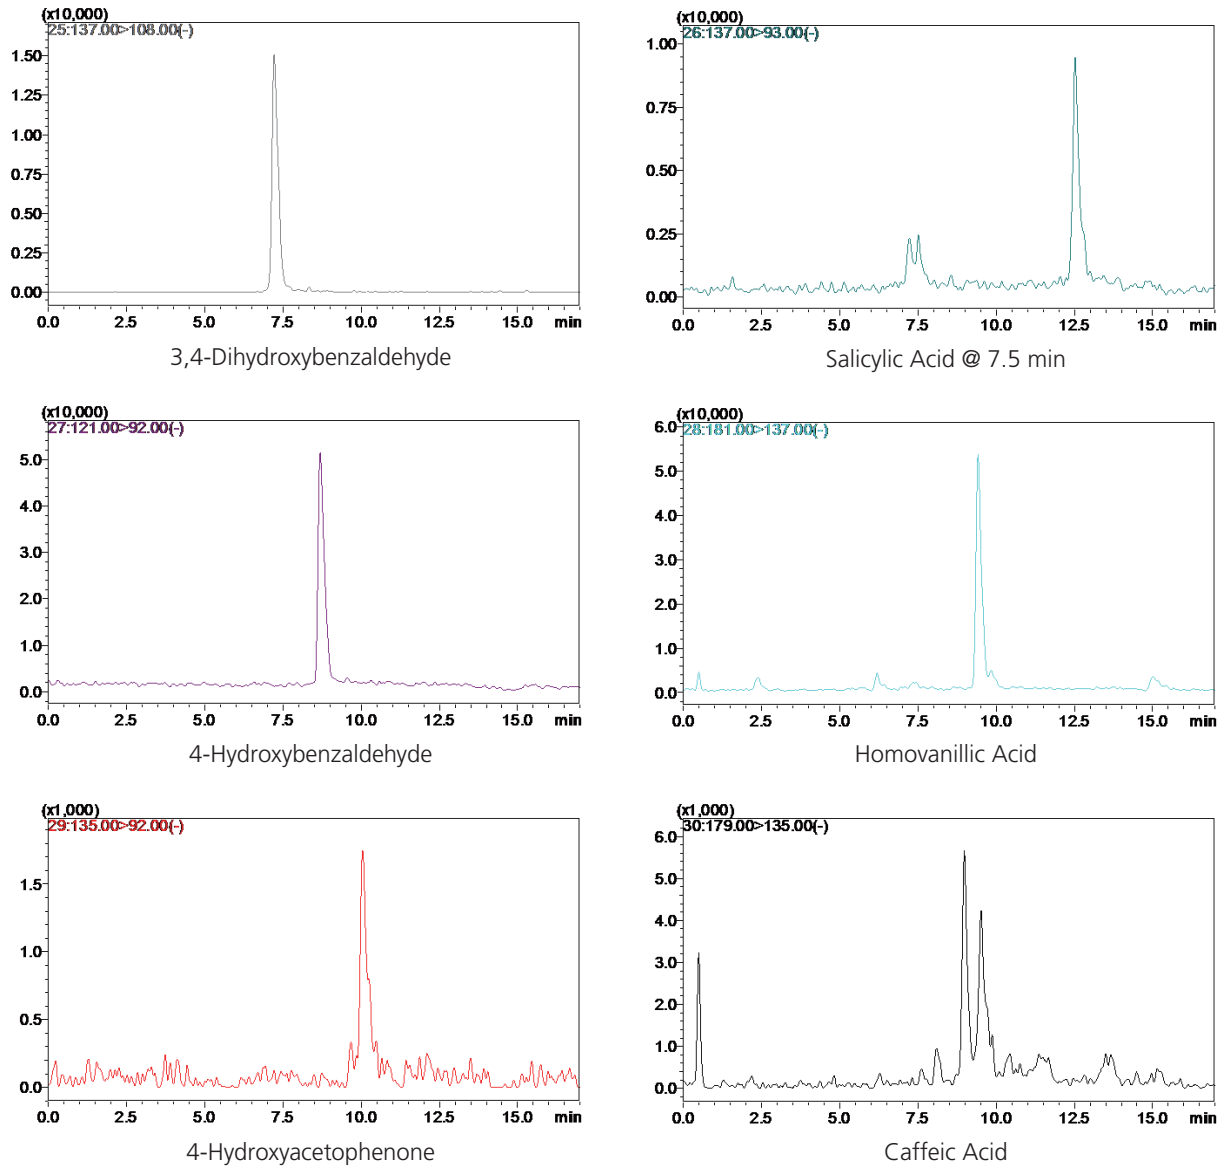 (x10,000)
25:137.00>108.00(-)
1.50
1.25
1.00
0.75
0.50
0.25
0.00
0.0 2.5 5.0 7.5 10.0 12.5 15.0 min
3,4-Dihydroxybenzaldehyde
(x10,000)
26:137.00>93.00(-)
1.00
0.75
0.50
0.25
0.00
0.0 2.5 5.0 7.5 10.0 12.5 15.0 min
Salicylic Acid @ 7.5 min
(x10,000)
27:121.00>92.00(-)
5.0
4.0
3.0
2.0
1.0
0.0
0.0 2.5 5.0 7.5 10.0 12.5 15.0 min
4-Hydroxybenzaldehyde
(x10,000)
28:181.00>137.00(-)
6.0
5.0
4.0
3.0
2.0
1.0
0.0
0.0 2.5 5.0 7.5 10.0 12.5 15.0 min
Homovanillic Acid
(x1,000)
29:135.00>92.00(-)
1.5
1.0
0.5
0.0
0.0 2.5 5.0 7.5 10.0 12.5 15.0 min
4-Hydroxyacetophenone
(x1,000)
30:179.00>135.00(-)
6.0
5.0
4.0
3.0
2.0
1.0
0.0
0.0 2.5 5.0 7.5 10.0 12.5 15.0 min
Caffeic Acid